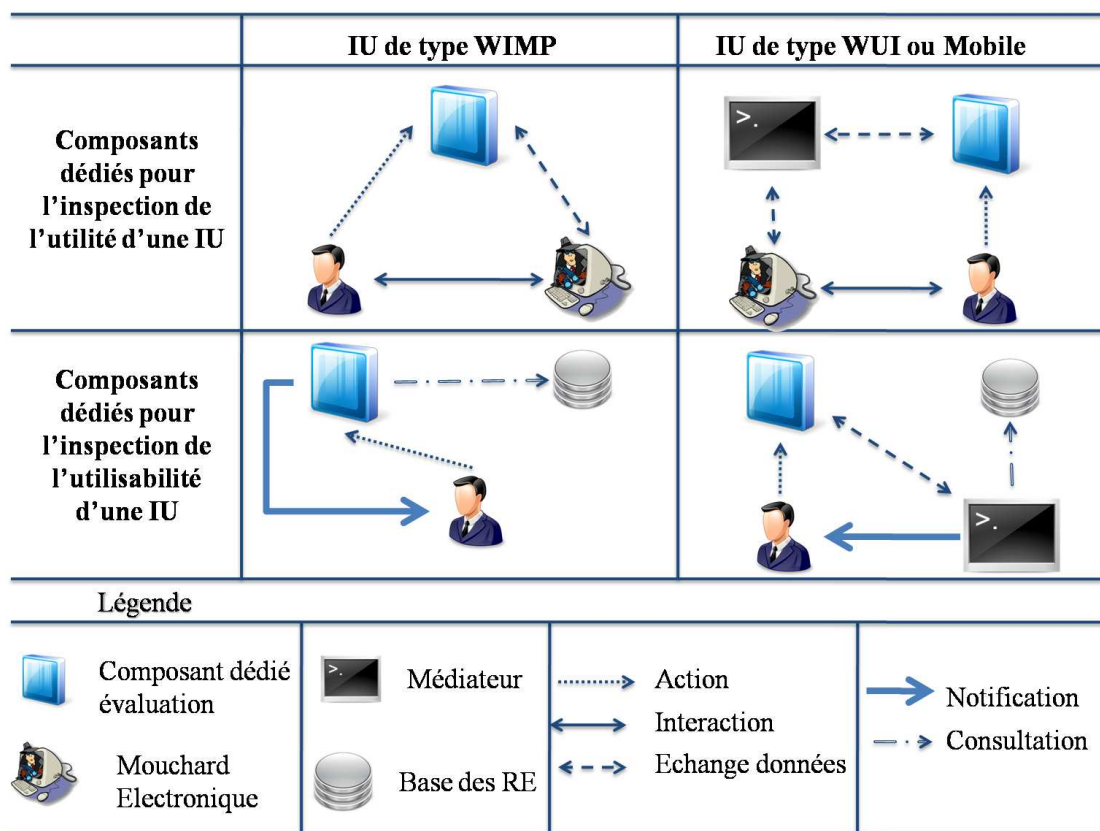 IU de type WIMP
IU de type WUI ou Mobile
Composants
dédiés pour
l’inspection de
l’utilité d’une IU
>.
Composants
dédiés pour
l’inspection de
l’utilisabilité
d’une IU
>.
Légende
Composant dédié
évaluation
>.
Médiateur
Action
Interaction
Echange données
Notification
Consultation
Mouchard
Electronique
Base des RE